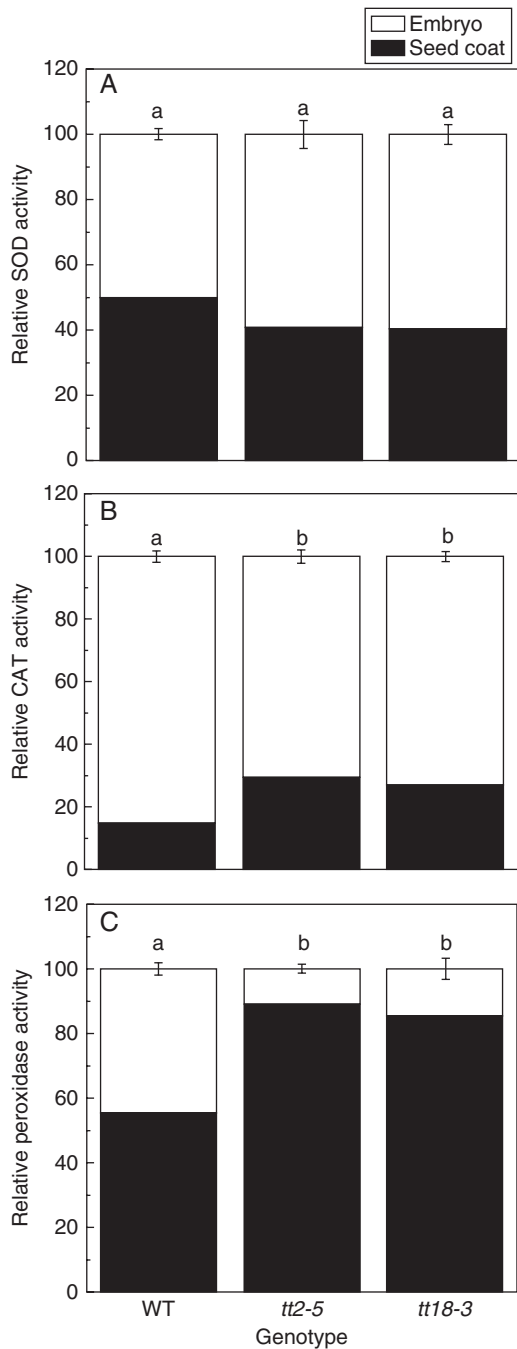 Embryo
Seed coat
A
120
100
80
60
40
20
0
a a a
Relative SOD activity
B
120
100
80
60
40
20
0
a b b
Relative CAT activity
C
120
100
80
60
40
20
0
a b b
Relative peroxidase activity
WT tt2-5 tt18-3
Genotype